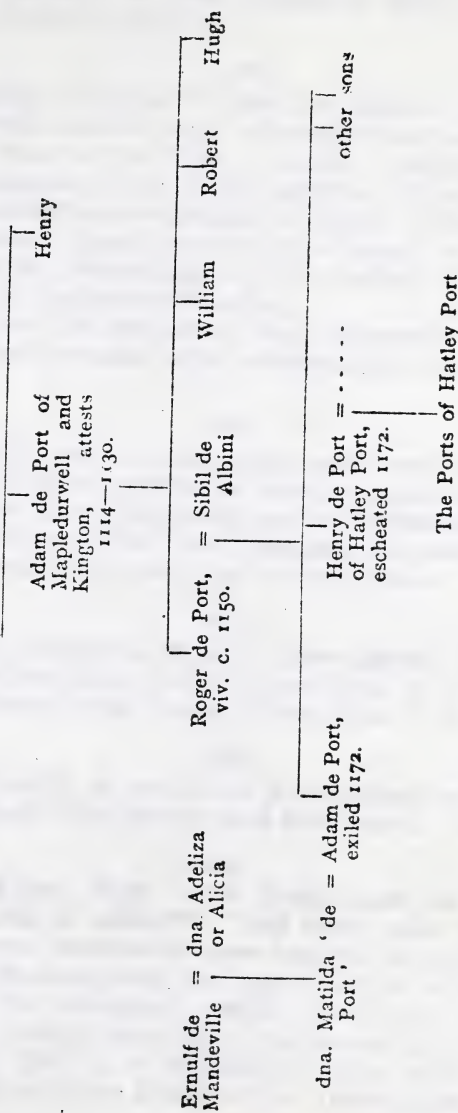 Henry
Adam de Port of
Mapledurwell and
Kington, attests
1114—1130.
Roger de Port, = Sibil de
viv. c. 1150. Albini
William
Robert
Hugh
Ernulf de = dna. Adeliza
Mandeville or Alicia
dna. Matilda ‘ de = Adam de Port,
Port’, exiled 1172.
Henry de Port = . . . . .
of Hatley Port,
escheated 1172.
other sons
The Ports of Hatley Port